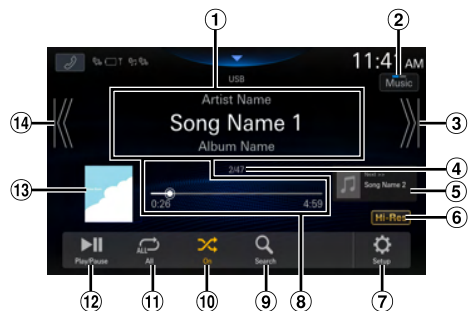 1
2
11:41 AM
USB
Music
Artist Name
14
Song Name 1
3
Album Name
2/47
4
Next >>
Song Name 2
5
13
0:26
4:59
Hi-Res
6
ALL
Play/Pause
All
On
Search
Setup
12
11
10
9
8
7